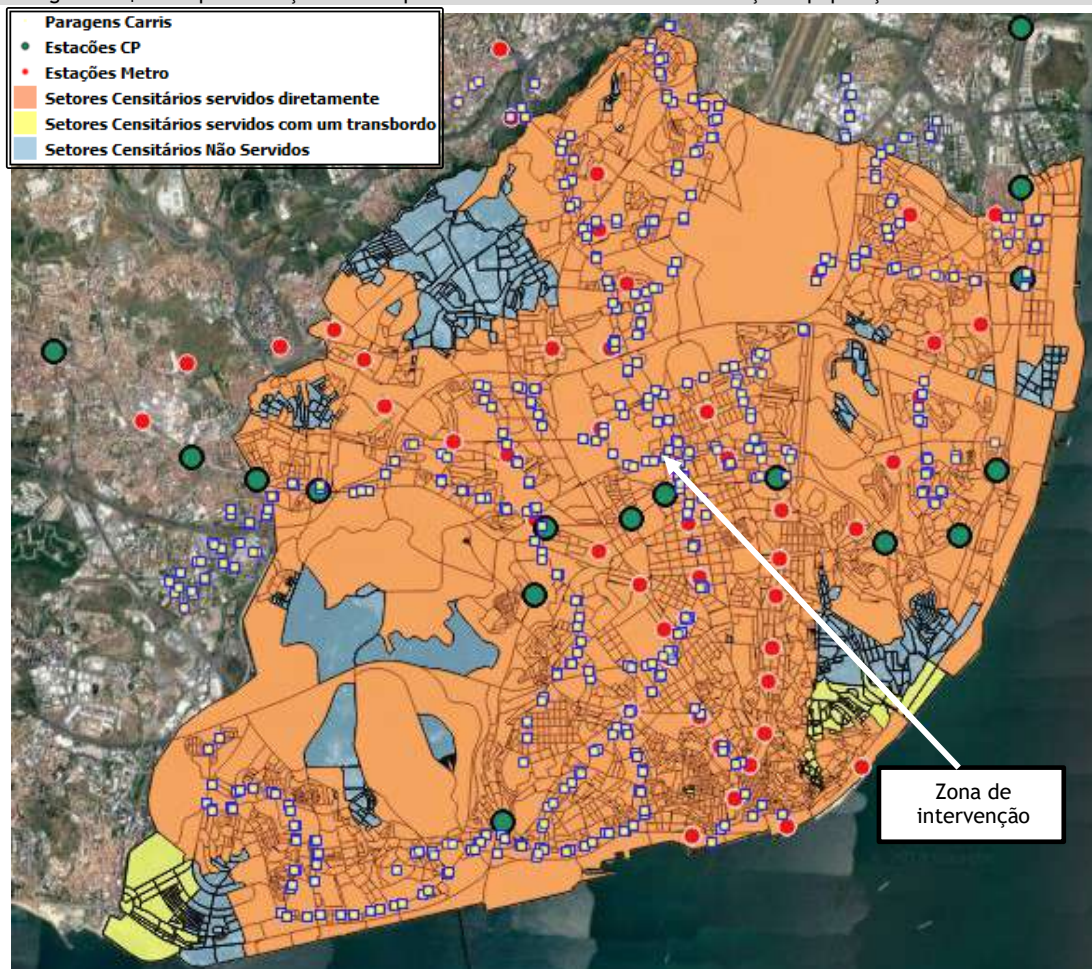 Paragens Carris
Estações CP
Estações Metro
Setores Censitários servidos diretamente
Setores Censitários servidos com um transbordo
Setores Censitários Não Servidos
Zona de
intervenção